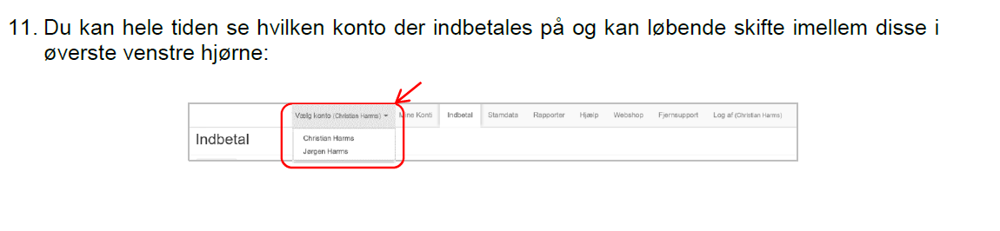 11. Du kan hele tiden se hvilken konto der indbetales på og kan løbende skifte imellem disse i
øverste venstre hjørne:
Vælg konto (Christian Harms) Mine Konti Indbetal Stamdata Rapporter Hjælp Webshop Fjernsupport Log af (Christian Harms)
Indbetal
Christian Harms
Jørgen Harms